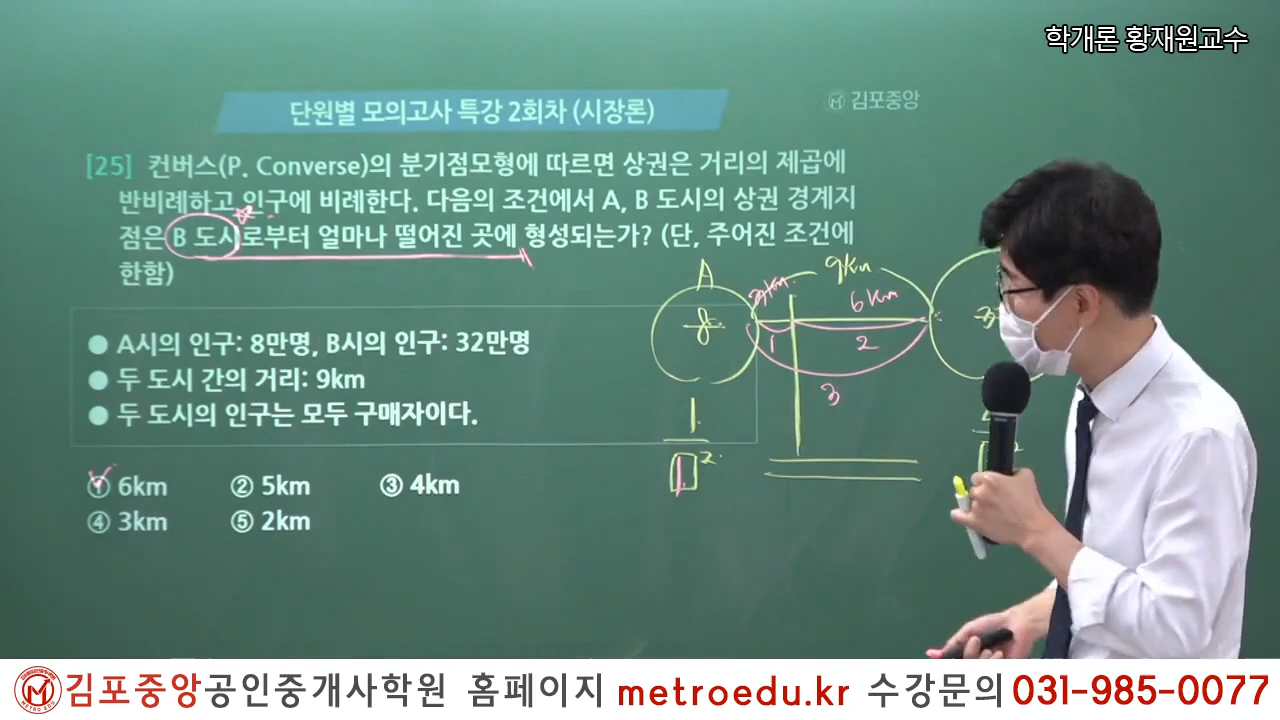 학개론 황재원교수
단원별 모의고사 특강 2회차 (시장론)
김포중앙
[25] 컨버스(P. Converse)의 분기점모형에 따르면 상권은 거리의 제곱에
반비례하고 인구에 비례한다. 다음의 조건에서 A, B 도시의 상권 경계지
점은 B 도시로부터 얼마나 떨어진 곳에 형성되는가? (단, 주어진 조건에
한함)
● A시의 인구: 8만명, B시의 인구: 32만명
● 두 도시 간의 거리: 9km
● 두 도시의 인구는 모두 구매자이다.
① 6km ② 5km ③ 4km
④ 3km ⑤ 2km
A
9km
3km 6km
8
1 2
3
1
1 2
김포중앙공인중개사학원 홈페이지 metroedu.kr 수강문의 031-985-0077